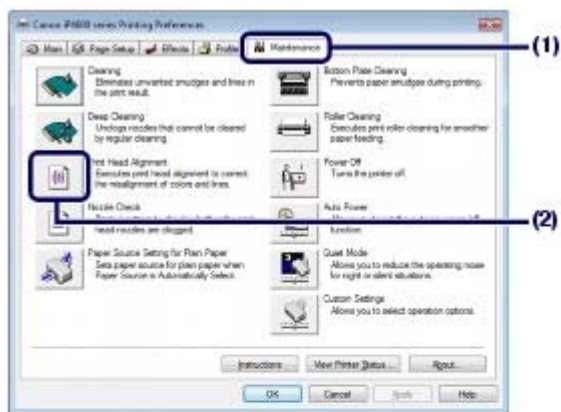 Canon iP4600 series Printing Preferences
Main Page Setup Effects Profiles Maintenance
(1)
Cleaning
Eliminates unwanted smudges and lines in
the print result.
Bottom Plate Cleaning
Prevents paper smudges during printing.
Deep Cleaning
Unclogs nozzles that cannot be cleared
by regular cleaning.
Roller Cleaning
Executes print roller cleaning for smoother
paper feeding.
Print Head Alignment
Executes print head alignment to correct
the misalignment of colors and lines.
Power Off
Turns the printer off.
Nozzle Check
head nozzles are clogged.
Auto Power
function.
(2)
Paper Source Setting for Plain Paper
Sets paper source for plain paper when
Paper Source is Automatically Select.
Quiet Mode
Allows you to reduce the operating noise
for night or silent situations.
Custom Settings
Allows you to select operation options.
Instructions View Printer Status... About...
OK Cancel Apply Help